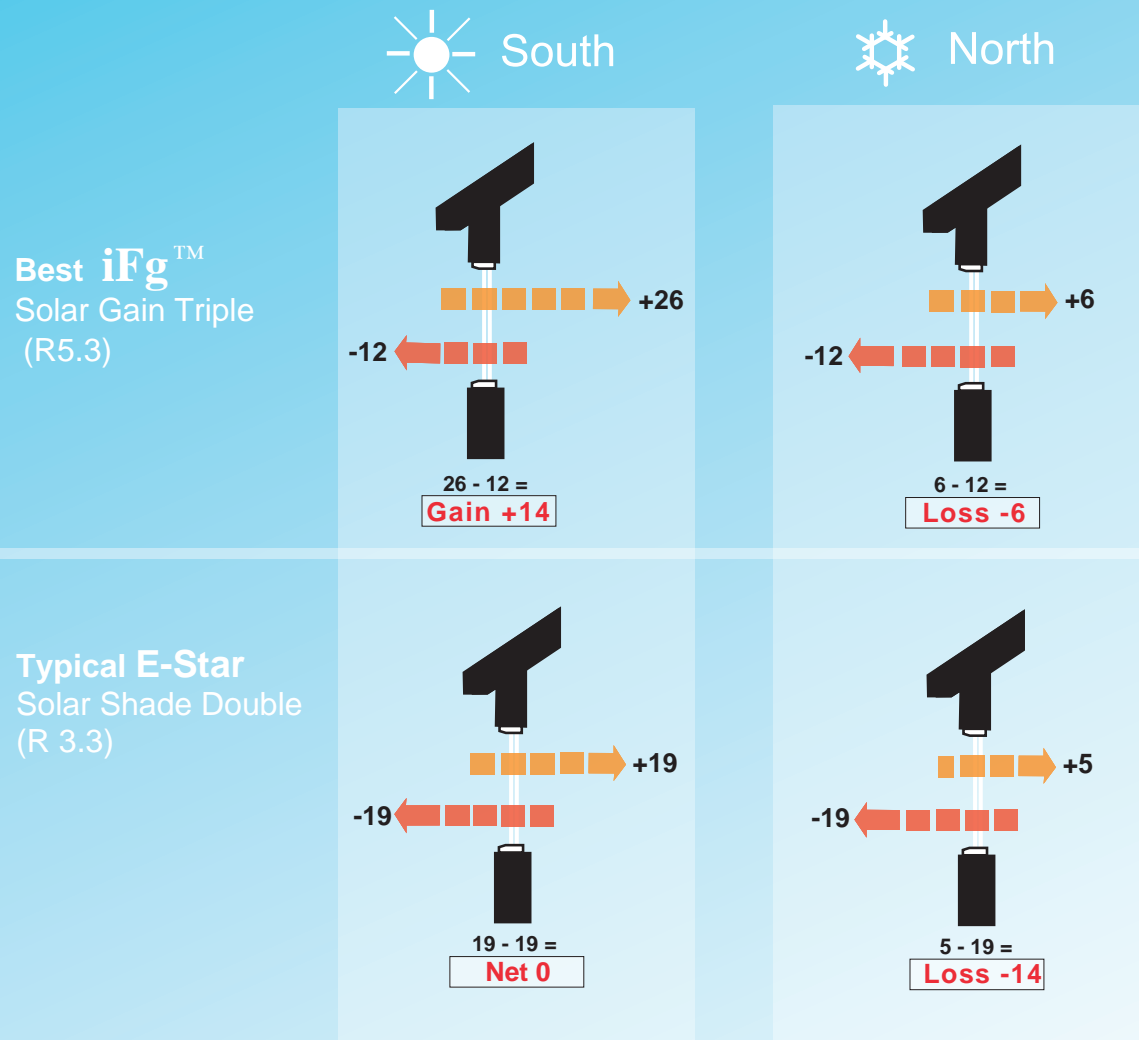 South
North
Best iFg™
Solar Gain Triple
(R5.3)
+26
-12
26 - 12 =
Gain +14
+6
-12
6 - 12 =
Loss -6
Typical E-Star
Solar Shade Double
(R 3.3)
+19
-19
19 - 19 =
Net 0
+5
-19
5 - 19 =
Loss -14